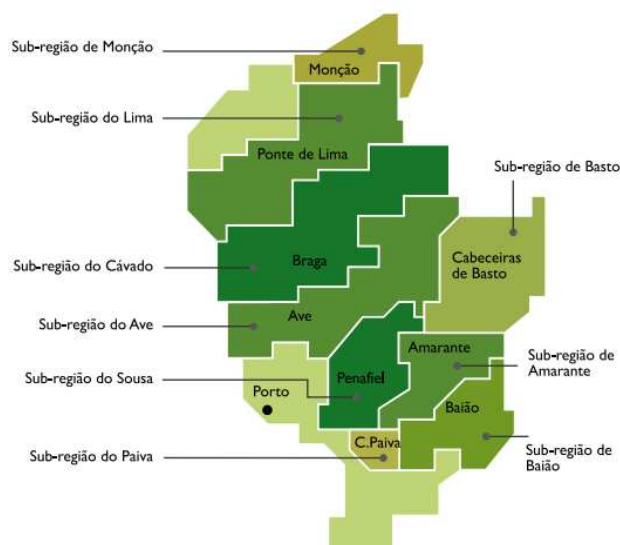 Sub-região de Monção
Monção
Sub-região do Lima
Ponte de Lima
Sub-região de Basto
Cabeceiras
de Basto
Braga
Sub-região do Cávado
Ave
Sub-região do Ave
Amarante
Sub-região de
Amarante
Sub-região do Sousa
Penafiel
Porto
Baião
C.Paiva
Sub-região do Paiva
Sub-região de
Baião